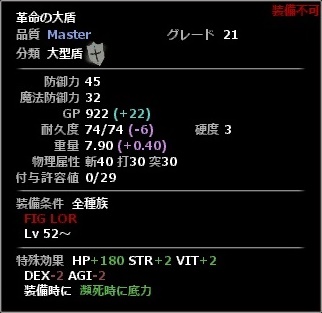 革命の大盾 装備不可
品質 Master グレード 21
分類 大型盾
防御力 45
魔法防御力 32
GP 922 (+22)
耐久度 74/74 (-6) 硬度 3
重量 7.90 (+0.40)
物理属性 斬40 打30 突30
付与許容値 0/29
装備条件 全種族
FIG LOR
Lv 52～
特殊効果 HP+180 STR+2 VIT+2
DEX-2 AGI-2
装備時に 瀕死時に底力